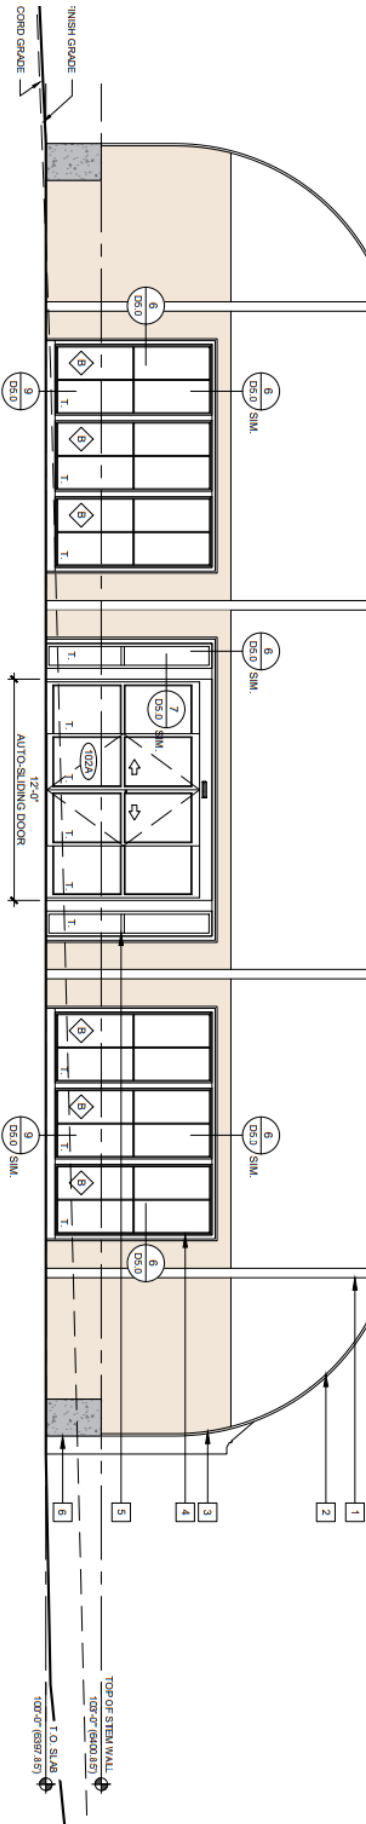 1
2
6
D5.0 SIM.
6
D5.0 SIM.
6
D5.0 SIM.
3
4
6
D5.0
7
D5.0 SIM.
6
D5.0
5
102A
B
B
B
B
B
B
T.
T.
T.
T.
T.
T.
T.
T.
T.
T.
T.
T.
6
TOP OF STEM WALL
103'-0" (6400.85')
T.O. SLAB
100'-0" (6397.85')
INISH GRADE
CORD GRADE
9
D5.0 SIM.
12'-0"
AUTO-SLIDING DOOR
9
D5.0 SIM.